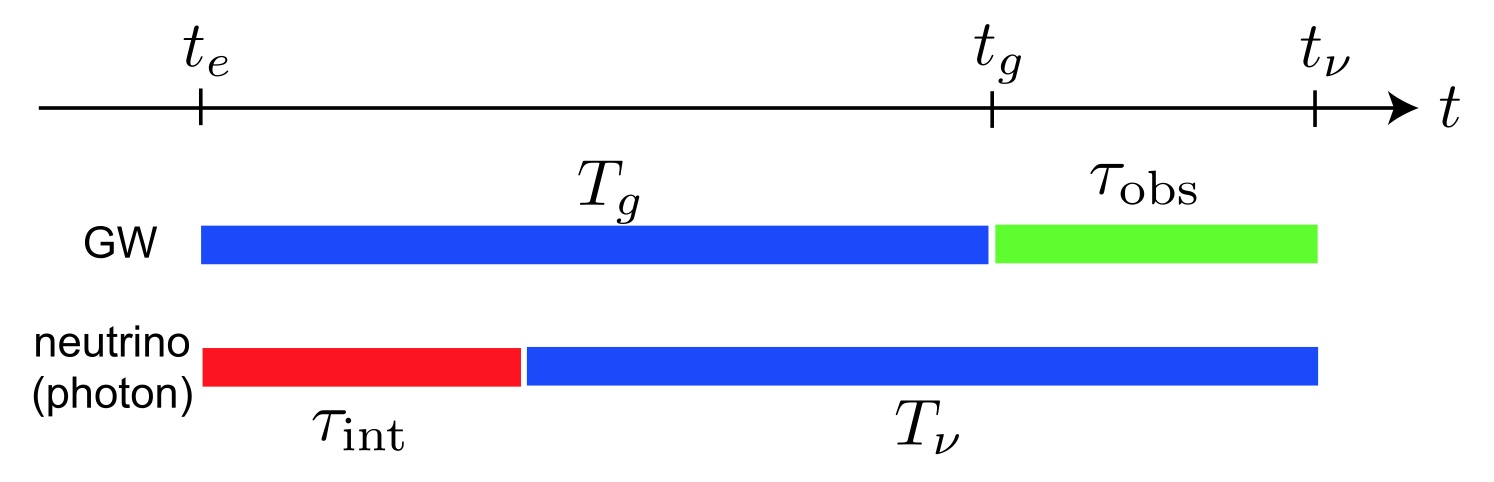 t_e t_g t_ν
t
T_g τ_obs
GW
neutrino
(photon)
τ_int T_ν